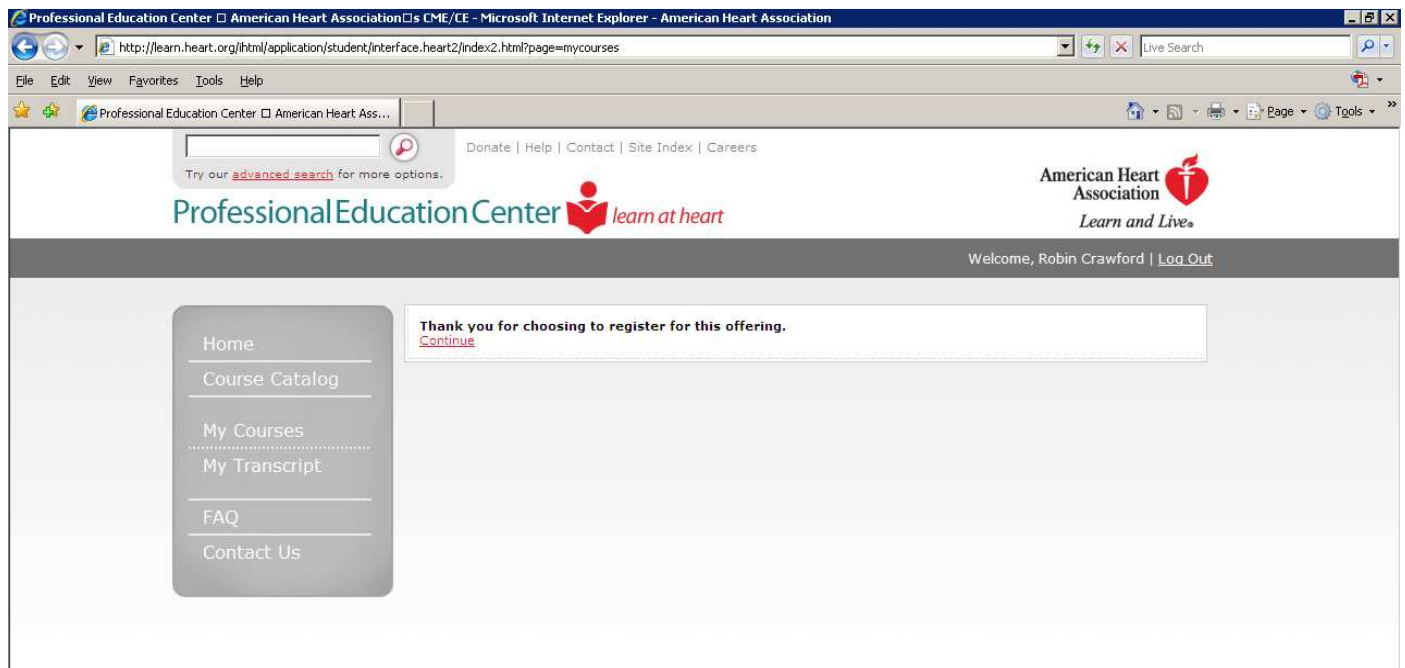 Professional Education Center □ American Heart Association□s CME/CE - Microsoft Internet Explorer - American Heart Association
http://learn.heart.org/ihtml/application/student/interface.heart2/index2.html?page=mycourses
Live Search
File Edit View Favorites Tools Help
Professional Education Center □ American Heart Ass...
Page Tools »
Donate | Help | Contact | Site Index | Careers
Try our advanced search for more options.
American Heart
Association
Learn and Live®
Professional Education Center learn at heart
Welcome, Robin Crawford | Log Out
Home
Course Catalog
My Courses
My Transcript
FAQ
Contact Us
Thank you for choosing to register for this offering.
Continue